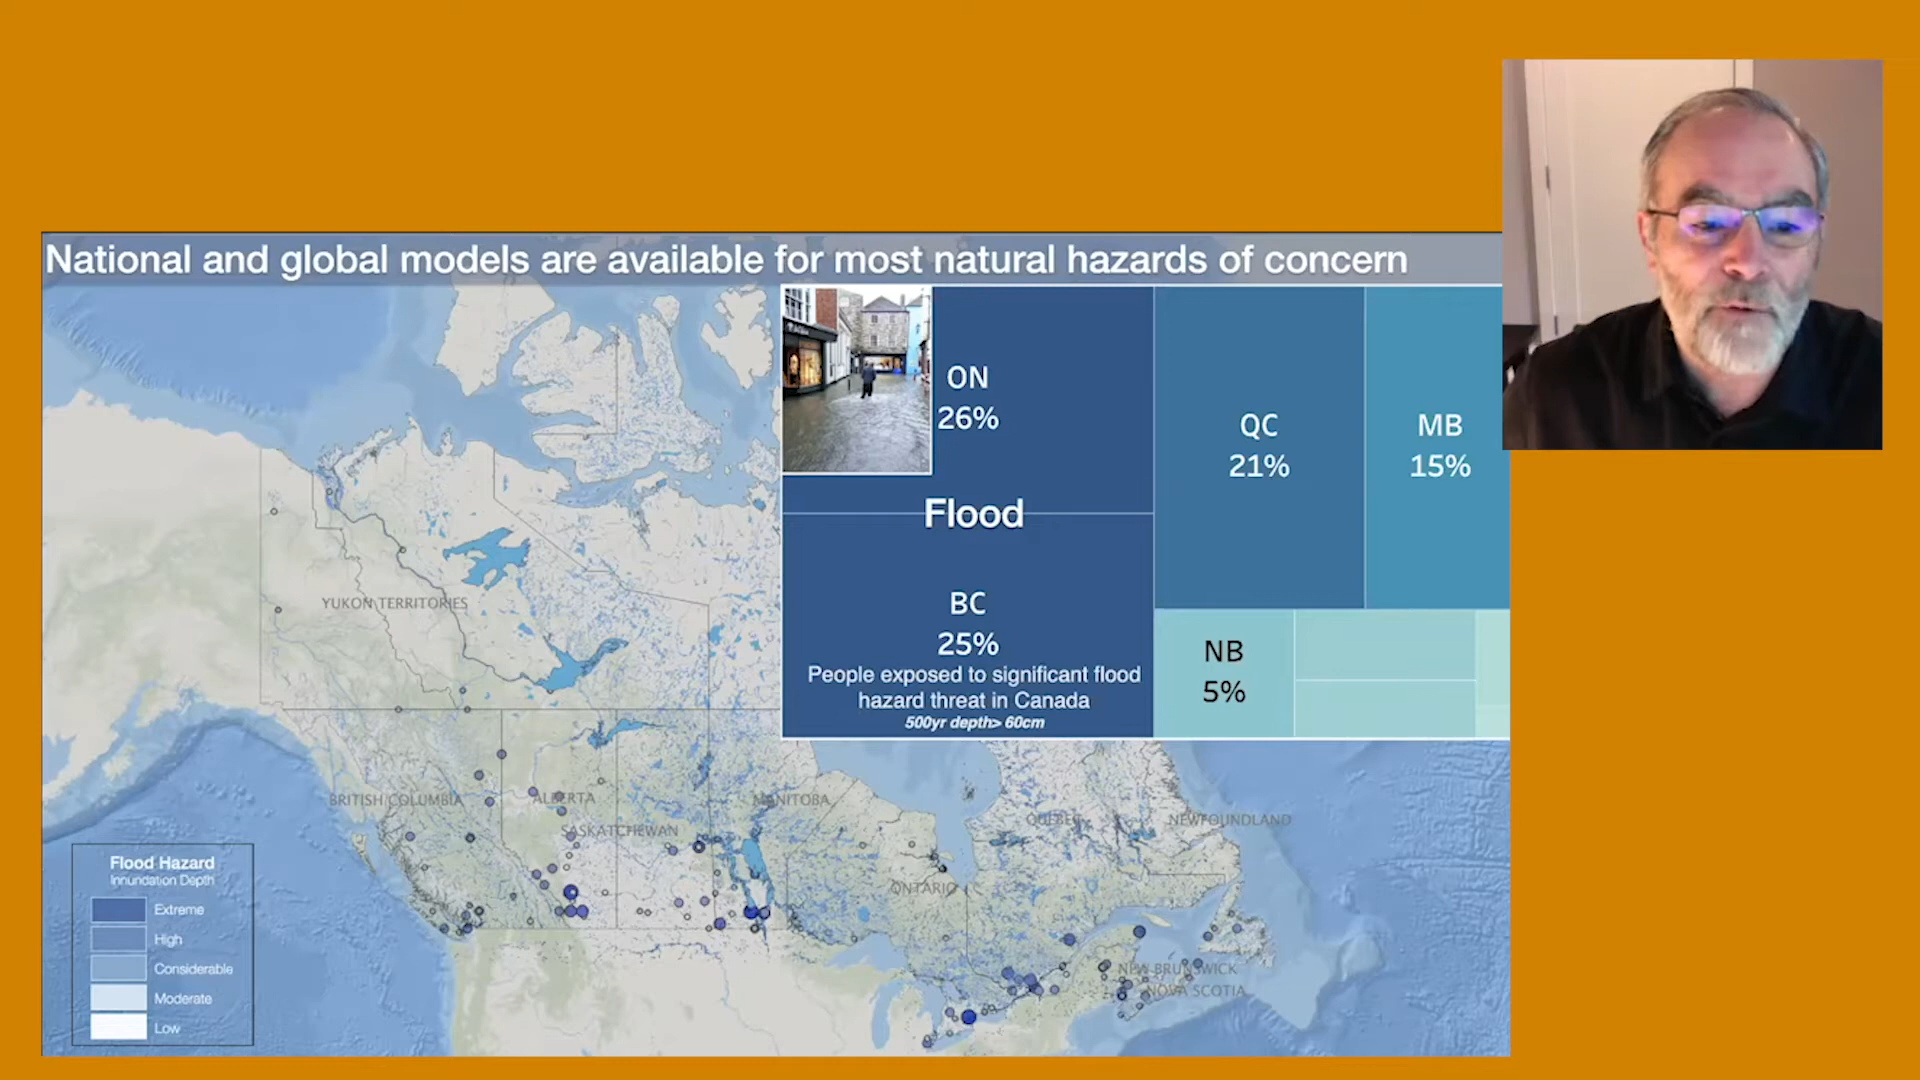 National and global models are available for most natural hazards of concern
ON
26%
QC
21%
MB
15%
Flood
BC
25%
People exposed to significant flood
hazard threat in Canada
500yr depth> 60cm
NB
5%
YUKON TERRITORIES
BRITISH COLUMBIA
ALBERTA
SASKATCHEWAN
MANITOBA
ONTARIO
QUEBEC
NEWFOUNDLAND
NEW BRUNSWICK
NOVA SCOTIA
Flood Hazard
Innundation Depth
Extreme
High
Considerable
Moderate
Low